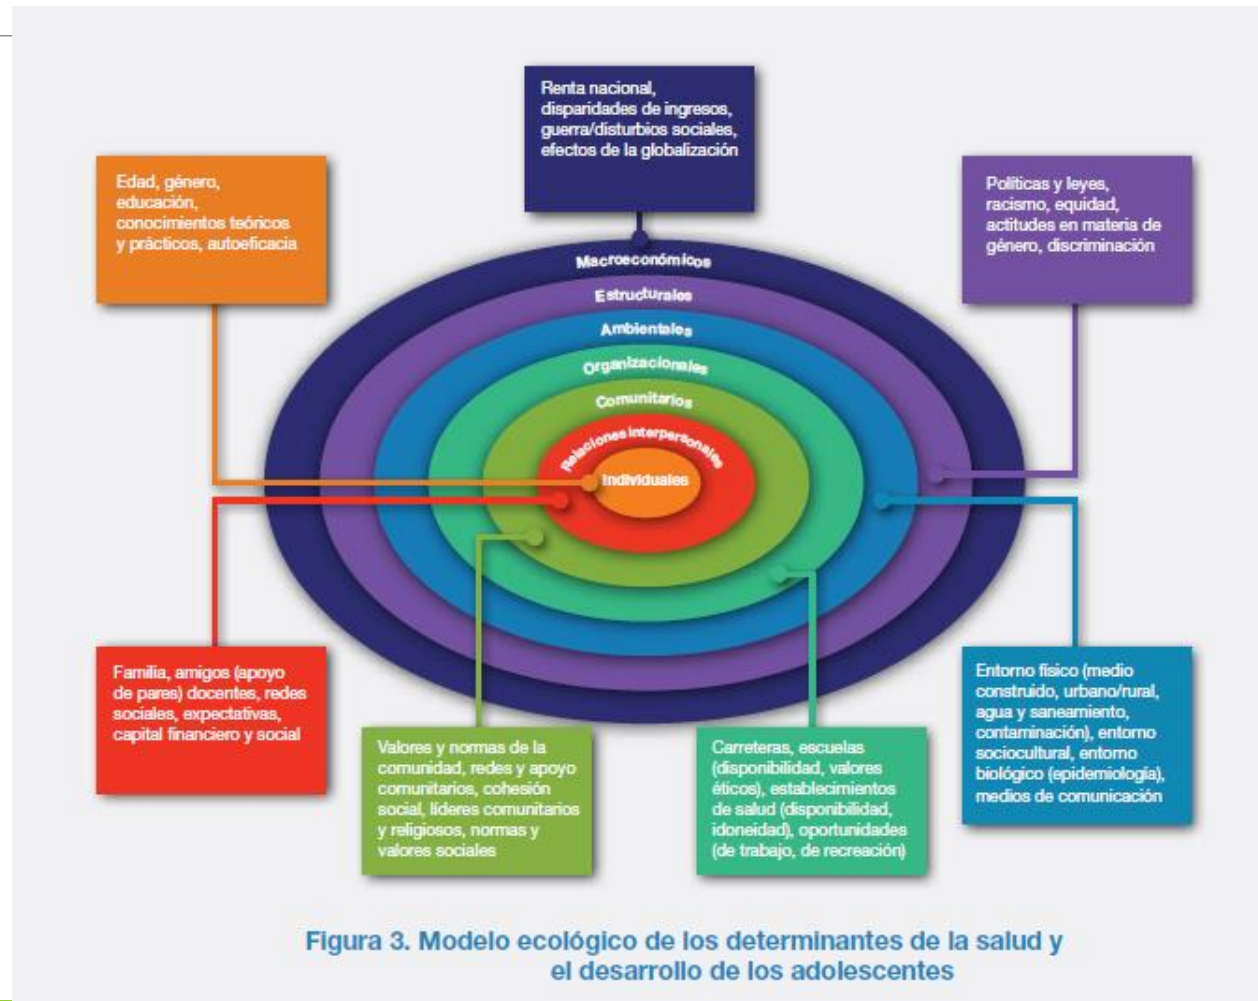 Renta nacional,
disparidades de ingresos,
guerra/disturbios sociales,
efectos de la globalización
Edad, género,
educación,
conocimientos teóricos
y prácticos, autoeficacia
Políticas y leyes,
racismo, equidad,
actitudes en materia de
género, discriminación
Macroeconómicos
Estructurales
Ambientales
Organizacionales
Comunitarios
Relaciones interpersonales
Individuales
Familia, amigos (apoyo
de pares) docentes, redes
sociales, expectativas,
capital financiero y social
Valores y normas de la
comunidad, redes y apoyo
comunitarios, cohesión
social, líderes comunitarios
y religiosos, normas y
valores sociales
Carreteras, escuelas
(disponibilidad, valores
éticos), establecimientos
de salud (disponibilidad,
idoneidad), oportunidades
(de trabajo, de recreación)
Entorno físico (medio
construido, urbano/rural,
agua y saneamiento,
contaminación), entorno
sociocultural, entorno
biológico (epidemiología),
medios de comunicación
Figura 3. Modelo ecológico de los determinantes de la salud y
el desarrollo de los adolescentes